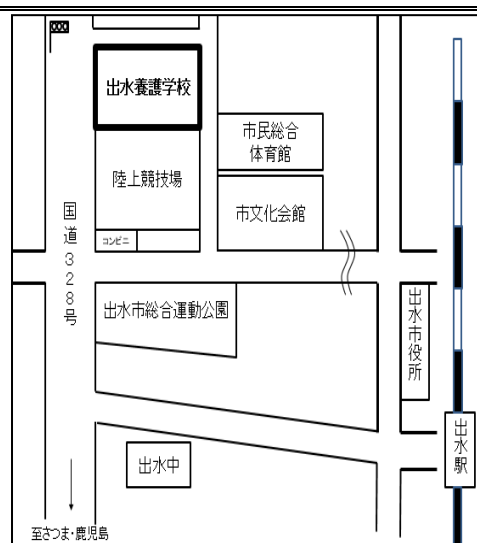 出水養護学校
市民総合
体育館
陸上競技場
市文化会館
コンビニ
国道328号
出水市総合運動公園
出水市役所
出水中
出水駅
至さつま・鹿児島